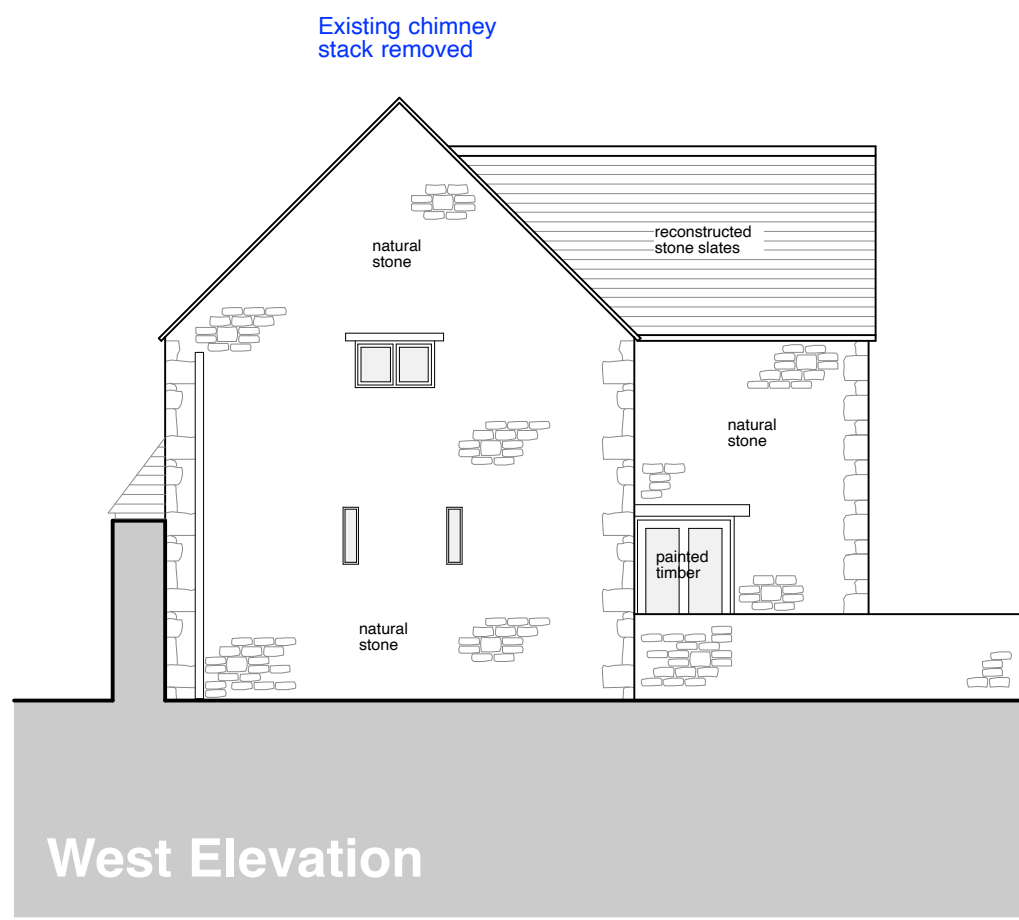 Existing chimney
stack removed
natural
stone
reconstructed
stone slates
natural
stone
painted
timber
natural
stone
West Elevation